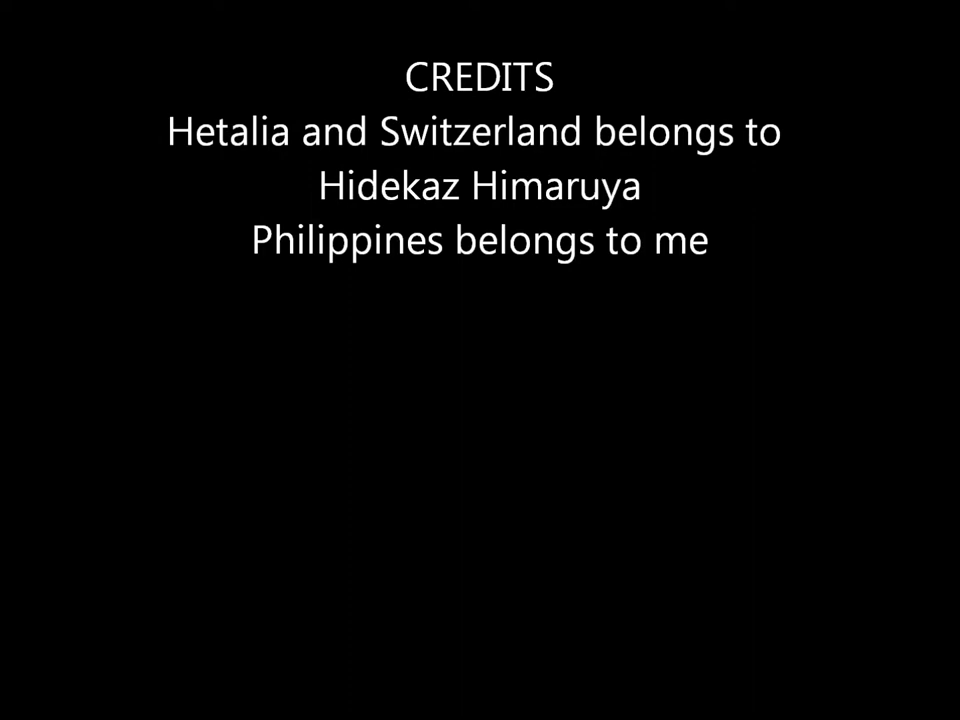 CREDITS
Hetalia and Switzerland belongs to
Hidekaz Himaruya
Philippines belongs to me